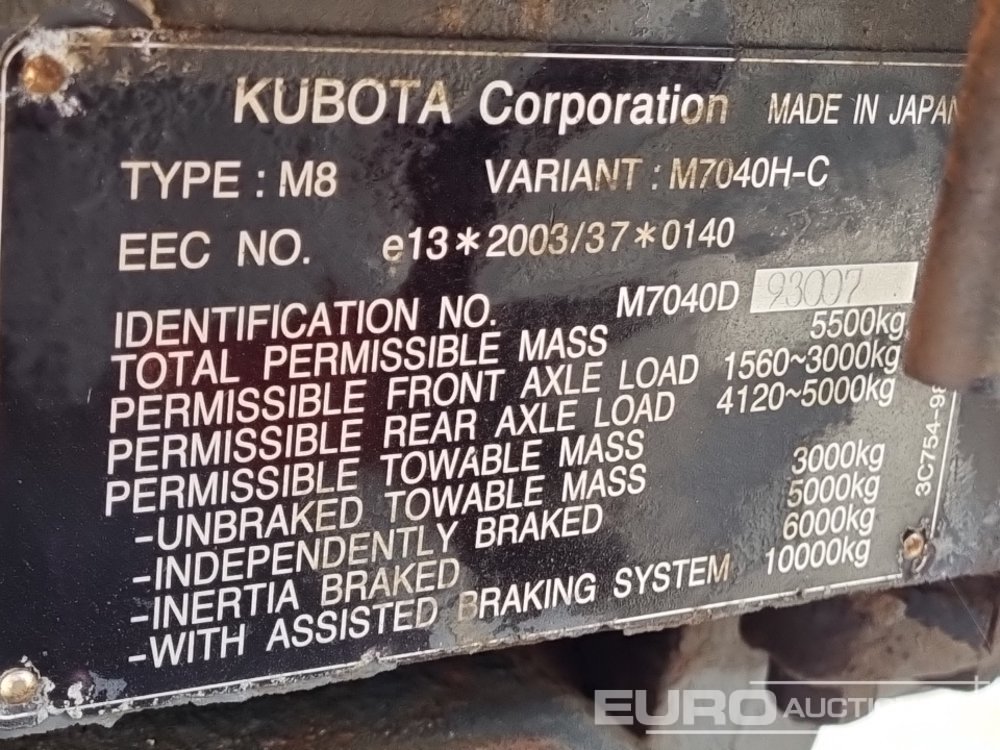 KUBOTA Corporation MADE IN JAPAN
TYPE : M8 VARIANT : M7040H-C
EEC NO. e13*2003/37*0140
IDENTIFICATION NO. M7040D 93007
TOTAL PERMISSIBLE MASS 5500kg
PERMISSIBLE FRONT AXLE LOAD 1560~3000kg
PERMISSIBLE REAR AXLE LOAD 4120~5000kg
PERMISSIBLE TOWABLE MASS
-UNBRAKED TOWABLE MASS 3000kg
-INDEPENDENTLY BRAKED 5000kg
-INERTIA BRAKED 6000kg
-WITH ASSISTED BRAKING SYSTEM 10000kg
3C754-98
EURO AUCTIONS